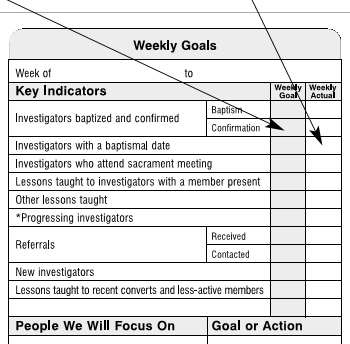 Weekly Goals
Week of to
Key Indicators Weekly Goal Weekly Actual
Investigators baptized and confirmed Baptism
Confirmation
Investigators with a baptismal date
Investigators who attend sacrament meeting
Lessons taught to investigators with a member present
Other lessons taught
*Progressing investigators
Referrals Received
Contacted
New investigators
Lessons taught to recent converts and less-active members
People We Will Focus On Goal or Action